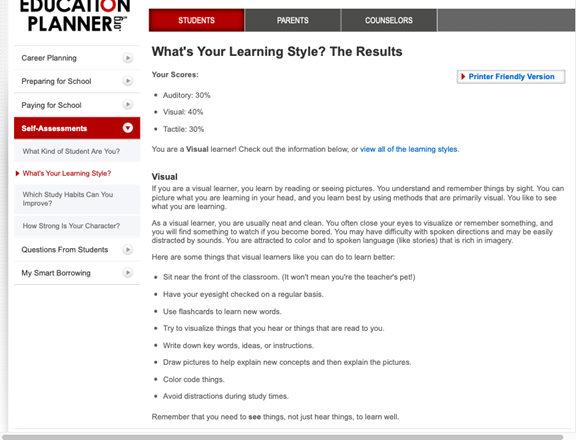 EDUCATION
PLANNER.org
STUDENTS
PARENTS
COUNSELORS
Career Planning
Preparing for School
Paying for School
Self-Assessments
What Kind of Student Are You?
What's Your Learning Style?
Which Study Habits Can You
Improve?
How Strong Is Your Character?
Questions From Students
My Smart Borrowing
What's Your Learning Style? The Results
Your Scores:
Printer Friendly Version
• Auditory: 30%
• Visual: 40%
• Tactile: 30%
You are a Visual learner! Check out the information below, or view all of the learning styles.
Visual
If you are a visual learner, you learn by reading or seeing pictures. You understand and remember things by sight. You can
picture what you are learning in your head, and you learn best by using methods that are primarily visual. You like to see
what you are learning.
As a visual learner, you are usually neat and clean. You often close your eyes to visualize or remember something, and
you will find something to watch if you become bored. You may have difficulty with spoken directions and may be easily
distracted by sounds. You are attracted to color and to spoken language (like stories) that is rich in imagery.
Here are some things that visual learners like you can do to learn better:
• Sit near the front of the classroom. (It won't mean you're the teacher's pet!)
• Have your eyesight checked on a regular basis.
• Use flashcards to learn new words.
• Try to visualize things that you hear or things that are read to you.
• Write down key words, ideas, or instructions.
• Draw pictures to help explain new concepts and then explain the pictures.
• Color code things.
• Avoid distractions during study times.
Remember that you need to see things, not just hear things, to learn well.